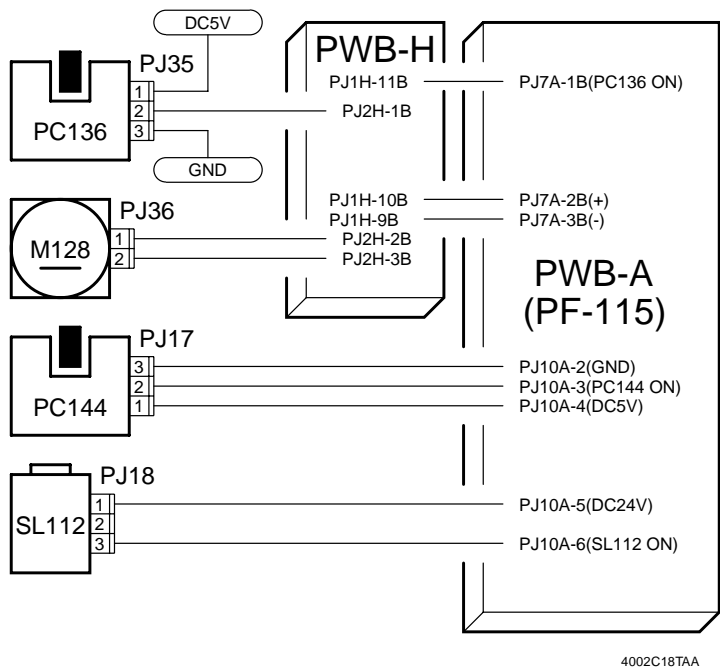 DC5V
PJ35
1
2
3
PC136
GND
PWB-H
PJ1H-11B
PJ2H-1B
PJ7A-1B(PC136 ON)
PJ36
M128
1
2
PJ1H-10B
PJ1H-9B
PJ2H-2B
PJ2H-3B
PJ7A-2B(+)
PJ7A-3B(-)
PWB-A
(PF-115)
PJ17
3
2
1
PC144
PJ10A-2(GND)
PJ10A-3(PC144 ON)
PJ10A-4(DC5V)
PJ18
SL112
1
2
3
PJ10A-5(DC24V)
PJ10A-6(SL112 ON)
4002C18TAA